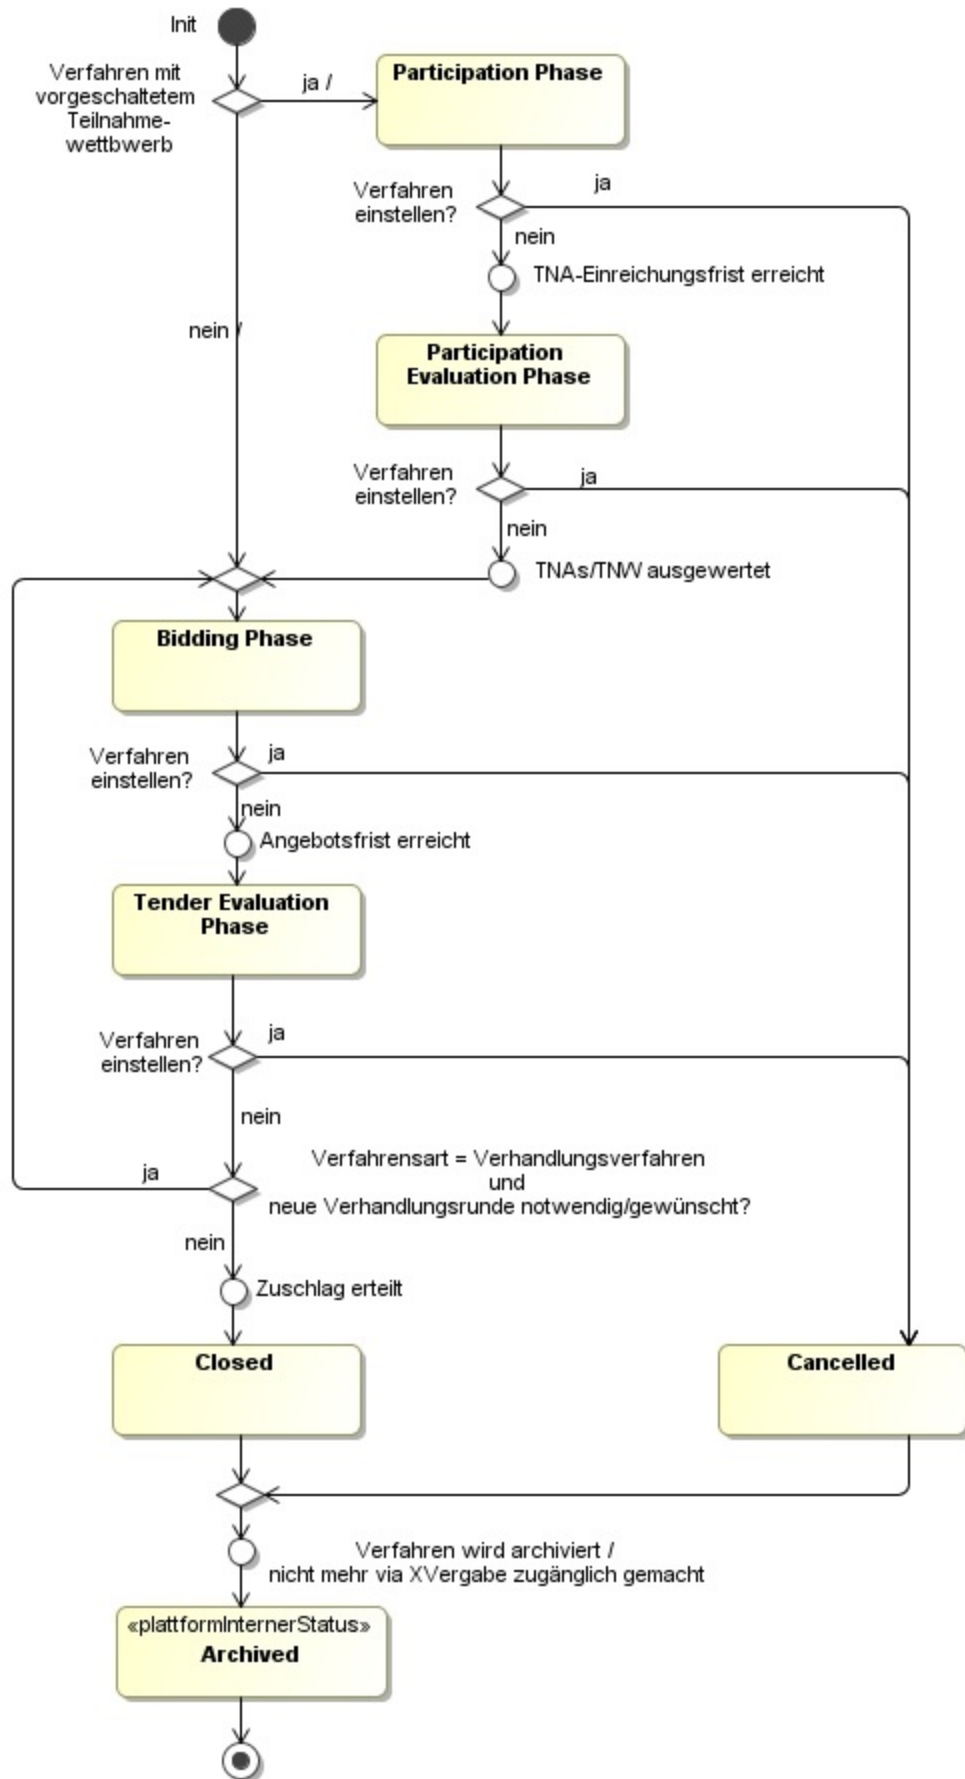 Init
Verfahren mit
vorgeschaltetem
Teilnahme-
wettbwerb
ja /
Participation Phase
Verfahren
einstellen?
ja
nein
TNA-Einreichungsfrist erreicht
nein /
Participation
Evaluation Phase
Verfahren
einstellen?
ja
nein
TNAs/TNW ausgewertet
Bidding Phase
Verfahren
einstellen?
ja
nein
Angebotsfrist erreicht
Tender Evaluation
Phase
Verfahren
einstellen?
ja
nein
ja
Verfahrensart = Verhandlungsverfahren
und
neue Verhandlungsrunde notwendig/gewünscht?
nein
Zuschlag erteilt
Closed
Cancelled
Verfahren wird archiviert /
nicht mehr via XVergabe zugänglich gemacht
«plattformInternerStatus»
Archived